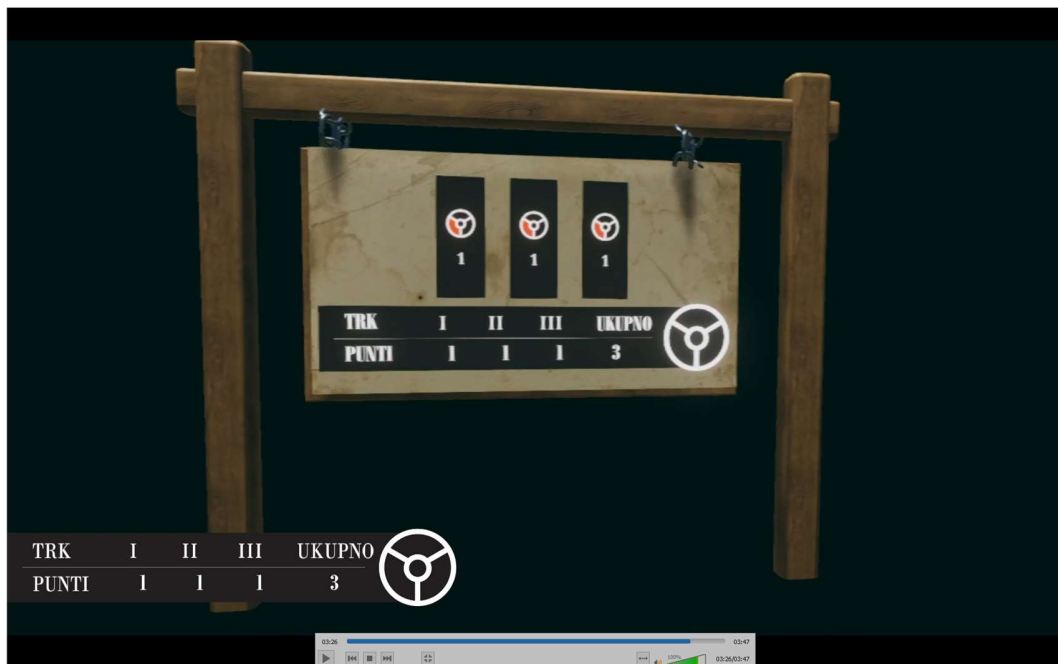 1 1 1
TRK I II III UKUPNO
PUNTI 1 1 1 3
TRK I II III UKUPNO
PUNTI 1 1 1 3
03:26 03:47
100% 03:26/03:47